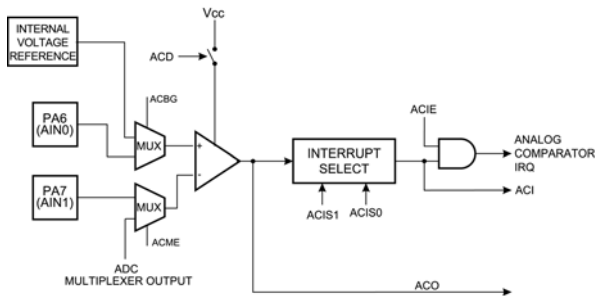 Vcc
INTERNAL
VOLTAGE
REFERENCE
ACD
ACBG
PA6
(AIN0)
MUX
+
-
PA7
(AIN1)
MUX
ACME
ADC
MULTIPLEXER OUTPUT
INTERRUPT
SELECT
ACIS1
ACIS0
ACIE
ANALOG
COMPARATOR
IRQ
ACI
ACO